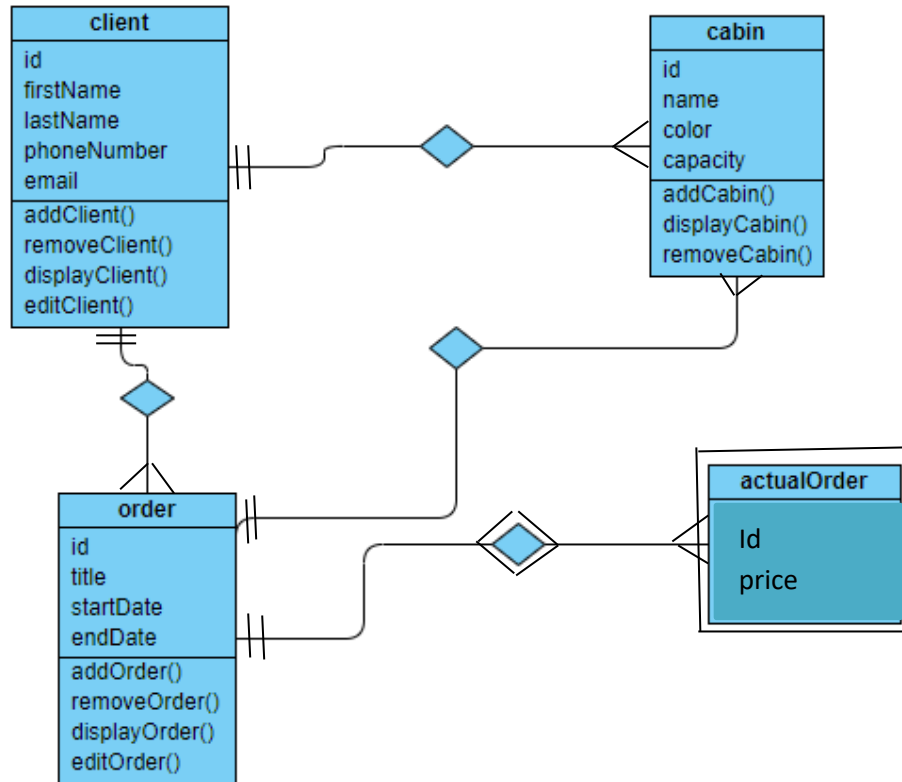 client
id
firstName
lastName
phoneNumber
email
addClient()
removeClient()
displayClient()
editClient()
cabin
id
name
color
capacity
addCabin()
displayCabin()
removeCabin()
order
id
title
startDate
endDate
addOrder()
removeOrder()
displayOrder()
editOrder()
actualOrder
Id
price